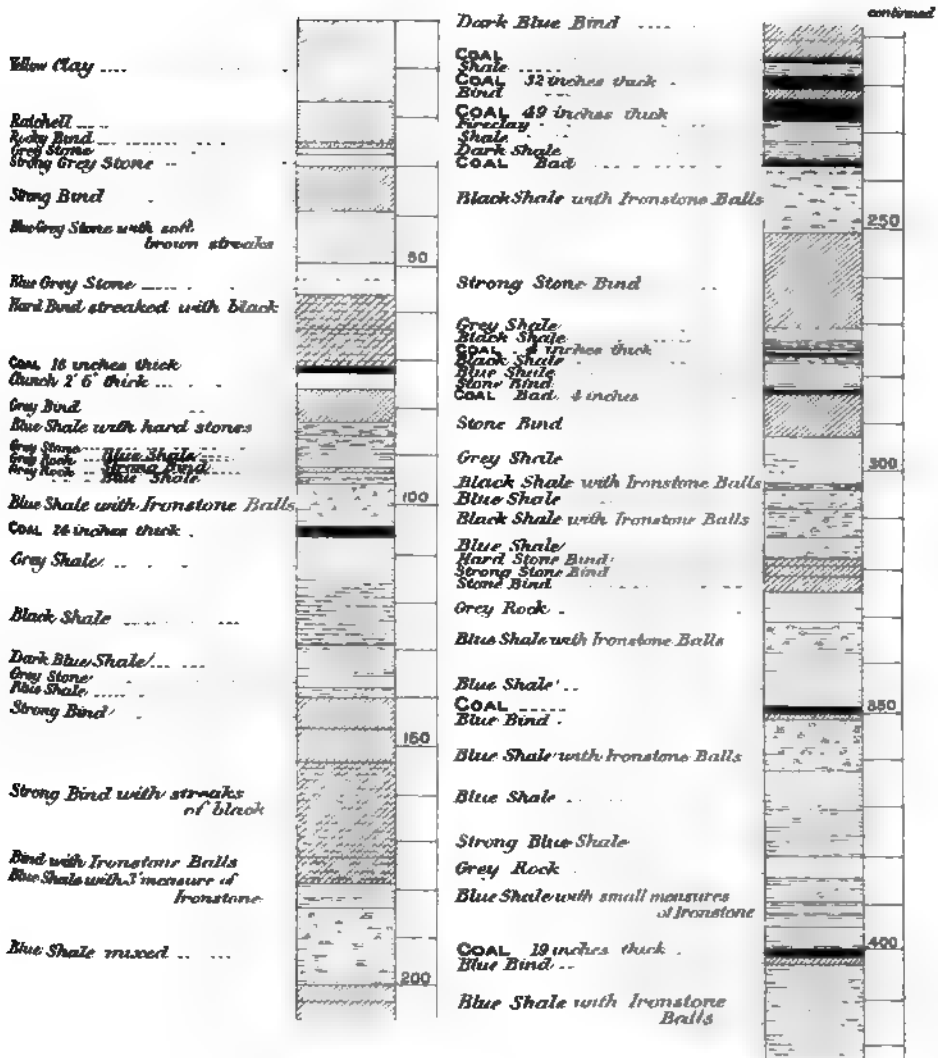 Yellow Clay
Ratchell
Rocky Bind
Grey Stone
Strong Grey Stone
Strong Bind
Blue Grey Stone with soft
brown streaks
50
Blue Grey Stone
Hard Bind streaked with black
COAL 16 inches thick
Clunch 2' 6" thick
Grey Bind
Blue Shale with hard stones
Grey Stone
Blue Shale
Grey Rock
Strong Bind
Grey Rock
Blue Shale
Blue Shale with Ironstone Balls
100
COAL 24 inches thick
Grey Shale
Black Shale
Dark Blue Shale
Grey Stone
Blue Shale
Strong Bind
150
Strong Bind with streaks
of black
Bind with Ironstone Balls
Blue Shale with 3" measure of
Ironstone
Blue Shale mixed
200
continued
Dark Blue Bind
COAL
Shale
COAL 32 inches thick
Bind
COAL 49 inches thick
Fireclay
Shale
Dark Shale
COAL Bad
Black Shale with Ironstone Balls
250
Strong Stone Bind
Grey Shale
Black Shale
COAL 4 inches thick
Black Shale
Blue Shale
Stone Bind
COAL Bad 4 inches
Stone Bind
Grey Shale
300
Black Shale with Ironstone Balls
Blue Shale
Black Shale with Ironstone Balls
Blue Shale
Hard Stone Bind
Strong Stone Bind
Stone Bind
Grey Rock
Blue Shale with Ironstone Balls
Blue Shale
COAL
350
Blue Bind
Blue Shale with Ironstone Balls
Blue Shale
Strong Blue Shale
Grey Rock
Blue Shale with small measures
of Ironstone
COAL 19 inches thick
400
Blue Bind
Blue Shale with Ironstone
Balls